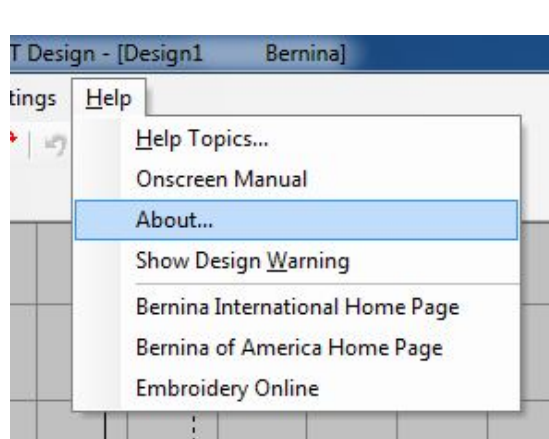 T Design - [Design1 Bernina]
tings Help
Help Topics...
Onscreen Manual
About...
Show Design Warning
Bernina International Home Page
Bernina of America Home Page
Embroidery Online